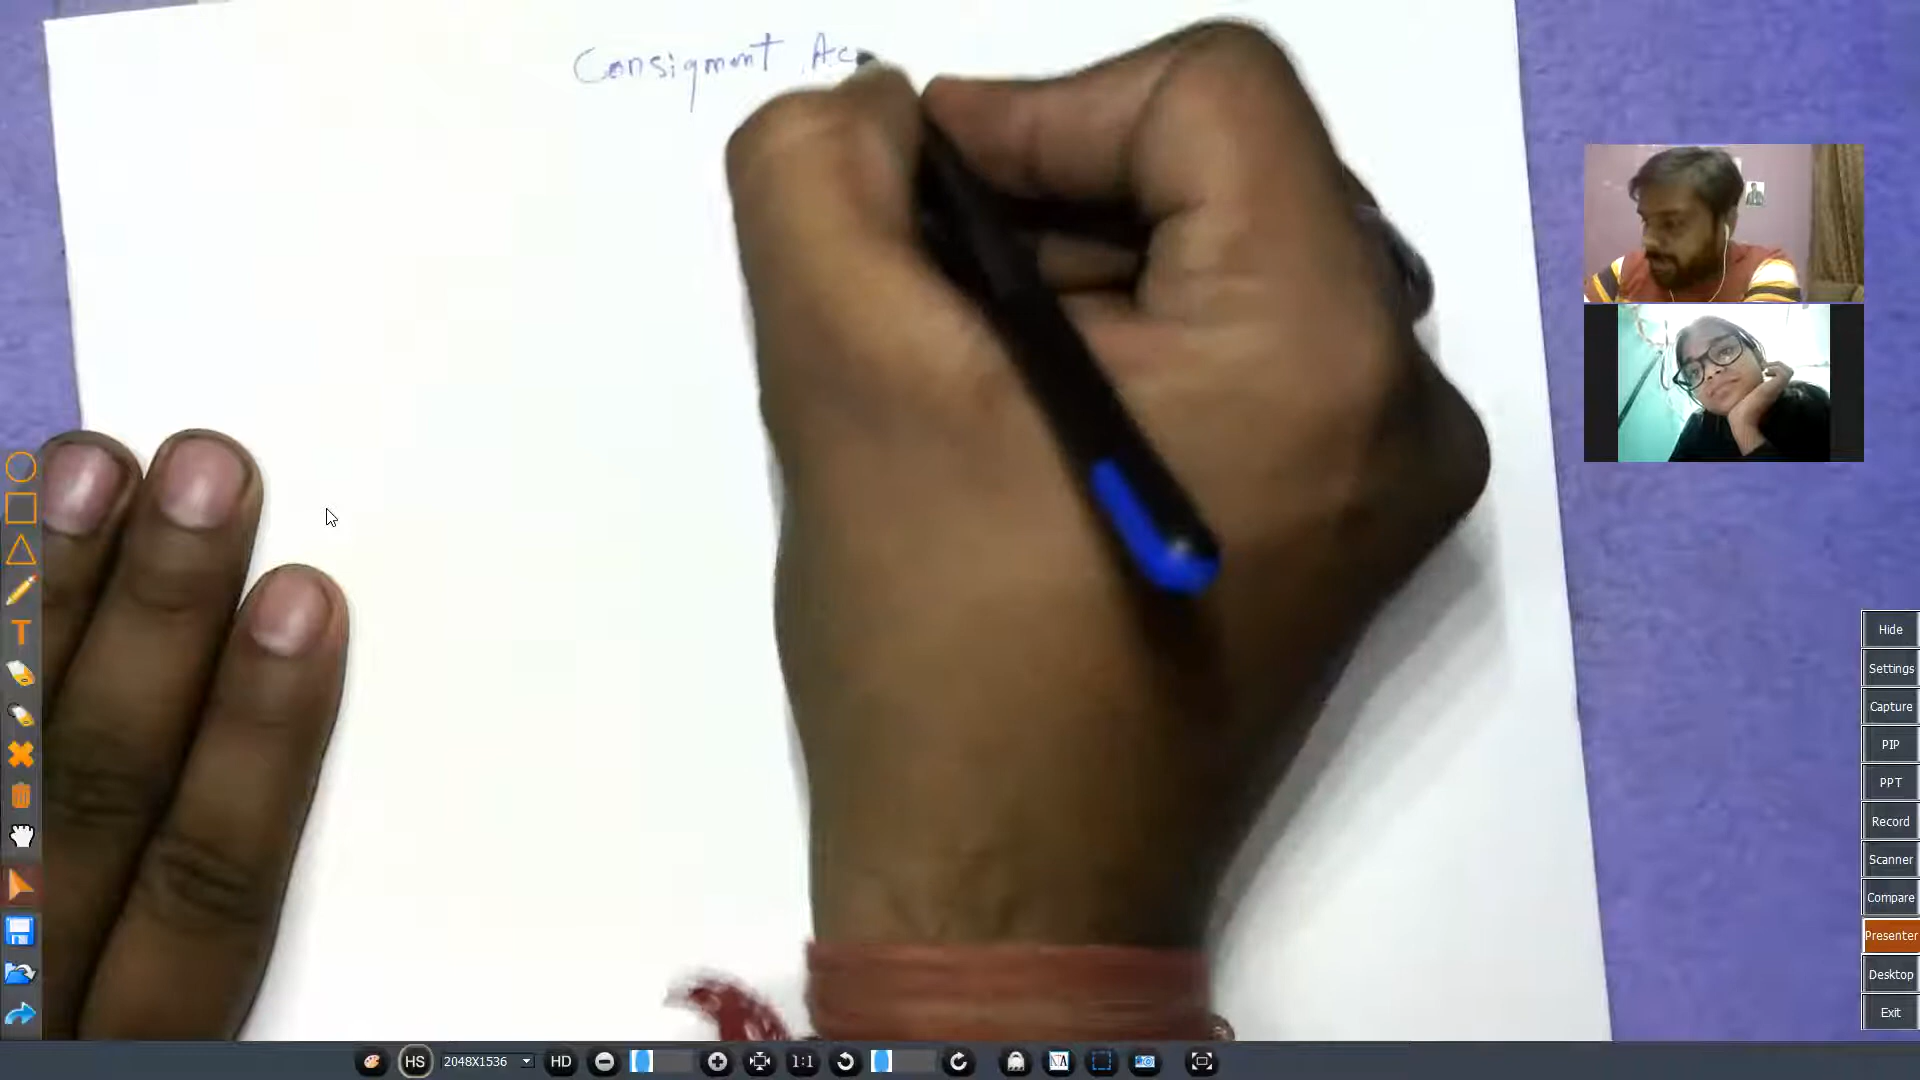 Consigment Ac
T
Hide
Settings
Capture
PIP
PPT
Record
Scanner
Compare
Presenter
Desktop
Exit
HS
2048X1536
HD
1:1